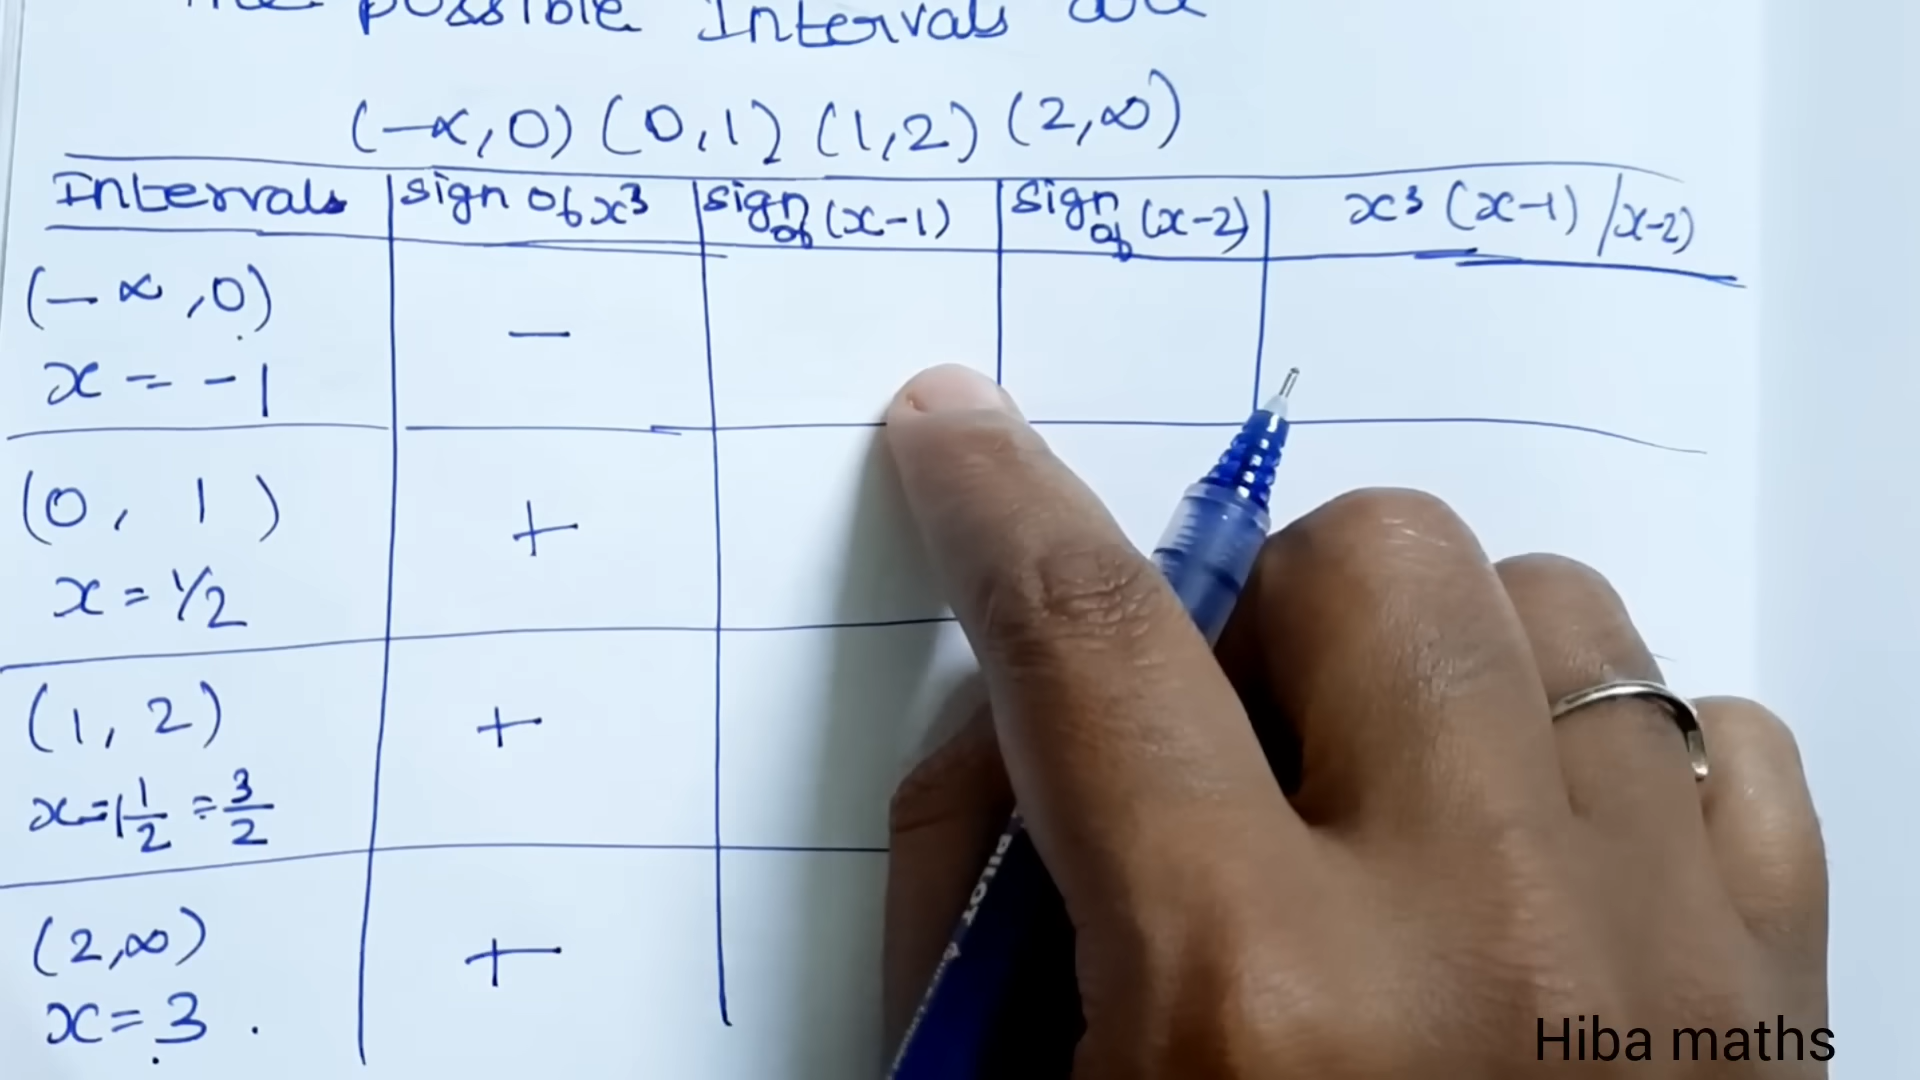 possible Intervals
(-∞, 0) (0, 1) (1, 2) (2, ∞)
Intervals sign of x³ sign of (x-1) sign of (x-2) x³ (x-1) / x-2)
(-∞, 0)
x = -1
−
(0, 1)
x = 1/2
+
(1, 2)
x = 1 1/2 = 3/2
+
(2, ∞)
x = 3 .
+
PILOT
Hiba maths